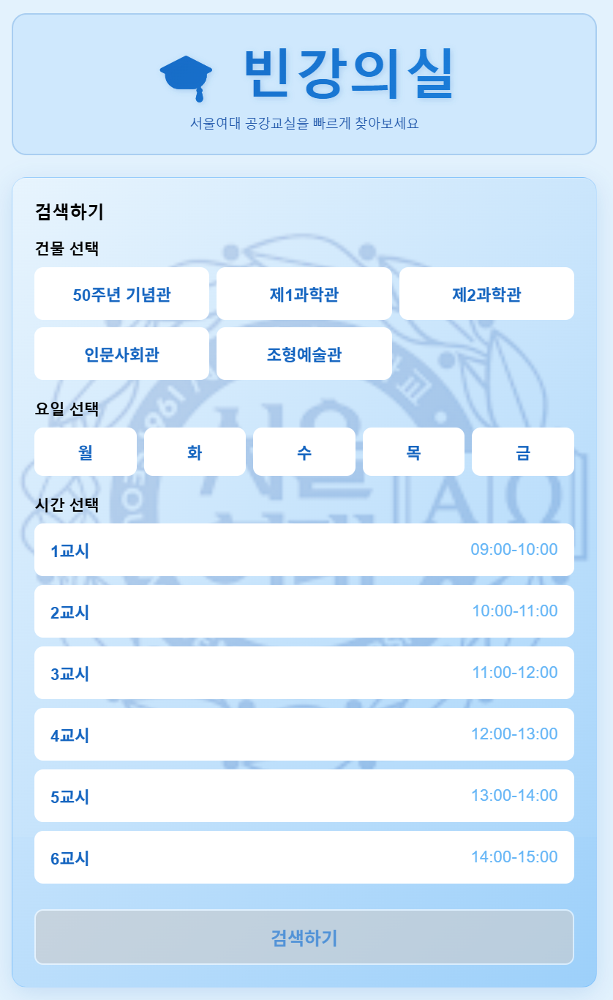 빈강의실
서울여대 공강교실을 빠르게 찾아보세요
검색하기
건물 선택
50주년 기념관
제1과학관
제2과학관
인문사회관
조형예술관
요일 선택
월
화
수
목
금
시간 선택
1교시 09:00-10:00
2교시 10:00-11:00
3교시 11:00-12:00
4교시 12:00-13:00
5교시 13:00-14:00
6교시 14:00-15:00
검색하기
서울
여대
ΑΩ